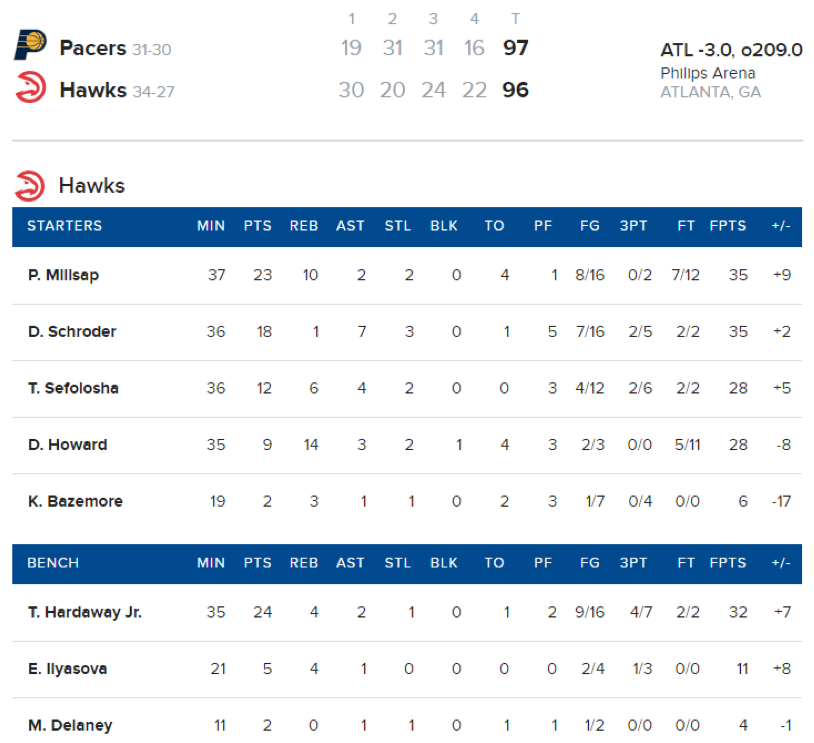 1 2 3 4 T
Pacers 31-30 19 31 31 16 97 ATL -3.0, o209.0
Philips Arena
Hawks 34-27 30 20 24 22 96 ATLANTA, GA
Hawks
STARTERS MIN PTS REB AST STL BLK TO PF FG 3PT FT FPTS +/-
P. Millsap 37 23 10 2 2 0 4 1 8/16 0/2 7/12 35 +9
D. Schroder 36 18 1 7 3 0 1 5 7/16 2/5 2/2 35 +2
T. Sefolosha 36 12 6 4 2 0 0 3 4/12 2/6 2/2 28 +5
D. Howard 35 9 14 3 2 1 4 3 2/3 0/0 5/11 28 -8
K. Bazemore 19 2 3 1 1 0 2 3 1/7 0/4 0/0 6 -17
BENCH MIN PTS REB AST STL BLK TO PF FG 3PT FT FPTS +/-
T. Hardaway Jr. 35 24 4 2 1 0 1 2 9/16 4/7 2/2 32 +7
E. Ilyasova 21 5 4 1 0 0 0 0 2/4 1/3 0/0 11 +8
M. Delaney 11 2 0 1 1 0 1 1 1/2 0/0 0/0 4 -1